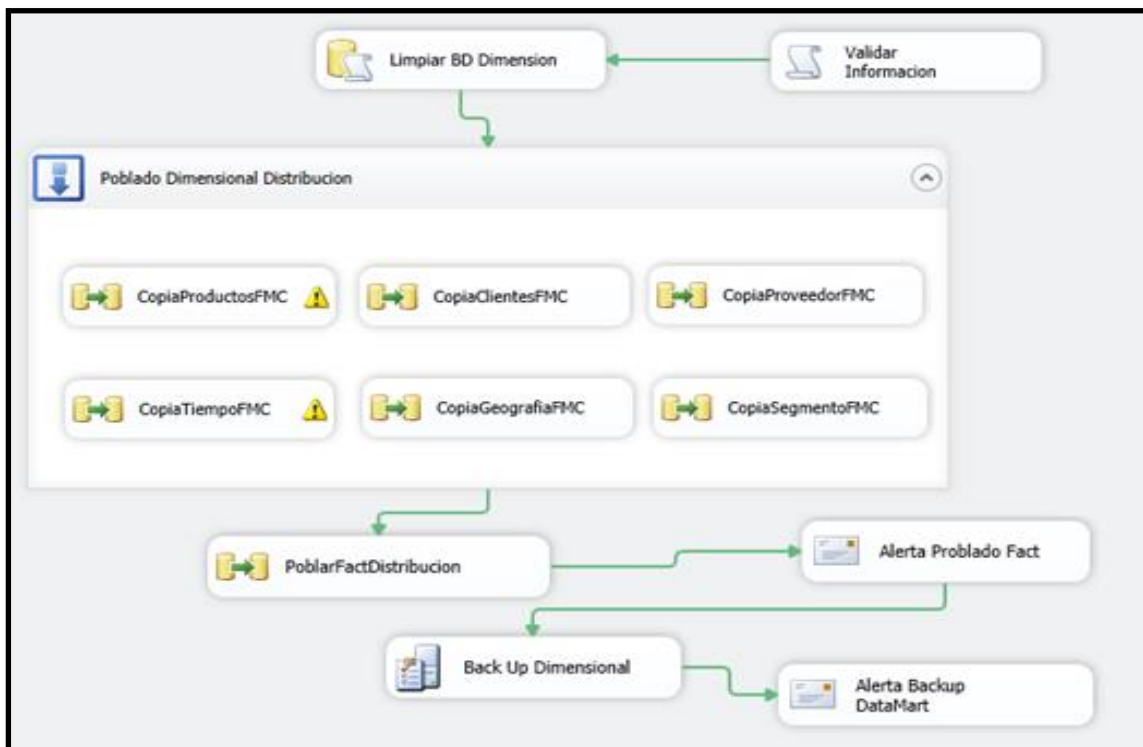 Limpiar BD Dimension
Validar
Informacion
Poblado Dimensional Distribucion
CopiaProductosFMC
CopiaClientesFMC
CopiaProveedorFMC
CopiaTiempoFMC
CopiaGeografiaFMC
CopiaSegmentoFMC
PoblarFactDistribucion
Alerta Problado Fact
Back Up Dimensional
Alerta Backup
DataMart